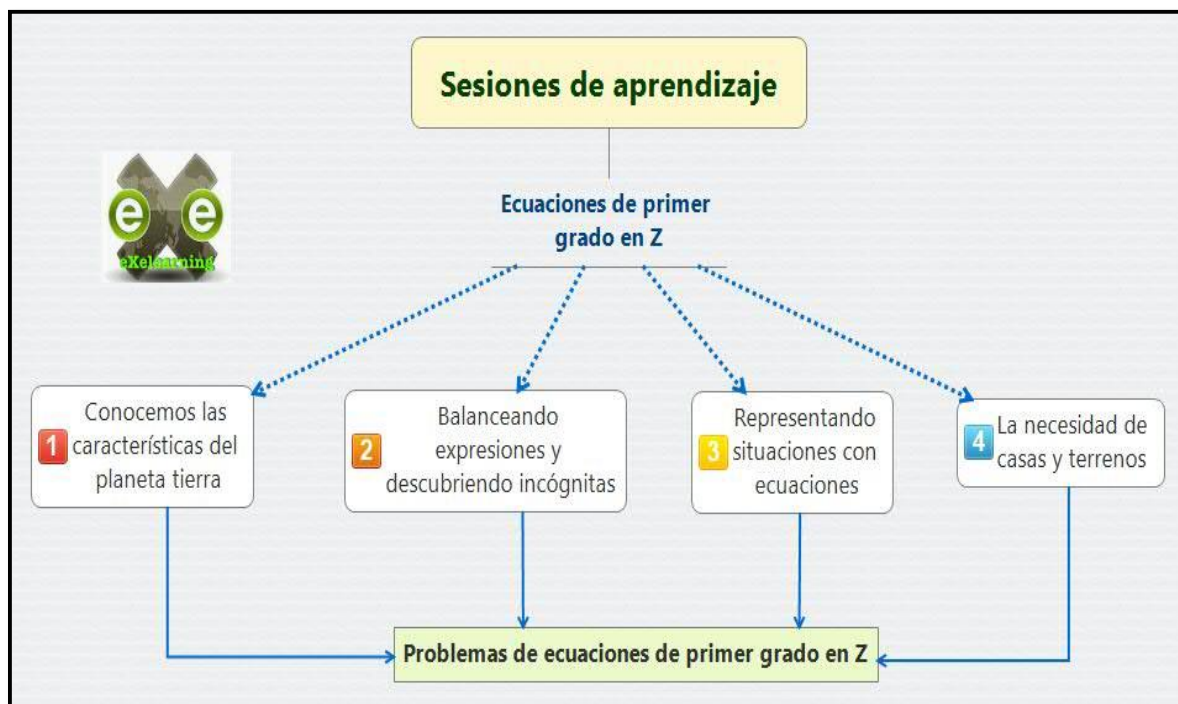 Sesiones de aprendizaje
e e
eXelearning
Ecuaciones de primer
grado en Z
1
Conocemos las
características del
planeta tierra
2
Balanceando
expresiones y
descubriendo incógnitas
3
Representando
situaciones con
ecuaciones
4
La necesidad de
casas y terrenos
Problemas de ecuaciones de primer grado en Z